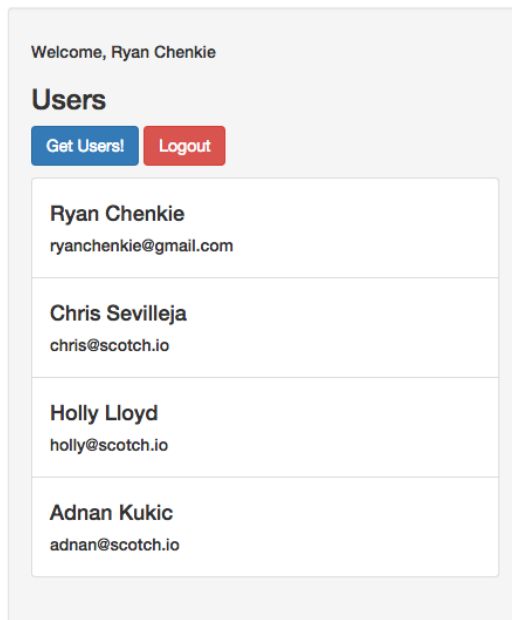 Welcome, Ryan Chenkie
Users
Get Users! Logout
Ryan Chenkie
ryanchenkie@gmail.com
Chris Sevilleja
chris@scotch.io
Holly Lloyd
holly@scotch.io
Adnan Kukic
adnan@scotch.io